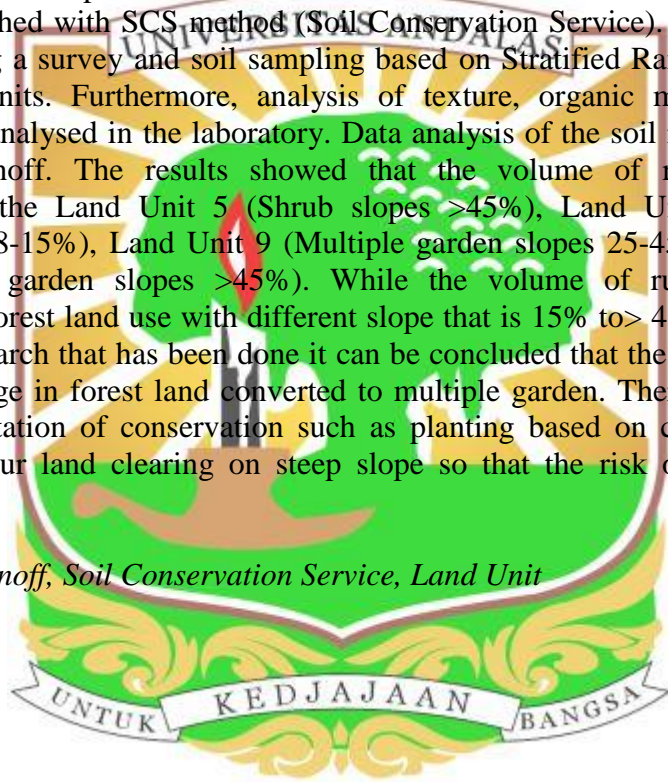 hed with SCS method (Soil Conservation Service).
UNIVERSITAS ANDALAS
a survey and soil sampling based on Stratified Ra
nits. Furthermore, analysis of texture, organic m
nalysed in the laboratory. Data analysis of the soil
noff. The results showed that the volume of
the Land Unit 5 (Shrub slopes >45%), Land U
8-15%), Land Unit 9 (Multiple garden slopes 25-4
garden slopes >45%). While the volume of ru
orest land use with different slope that is 15% to> 4
arch that has been done it can be concluded that the
ge in forest land converted to multiple garden. The
tation of conservation such as planting based on c
ur land clearing on steep slope so that the risk o
noff, Soil Conservation Service, Land Unit
UNTUK KEDJAJAAN BANGSA